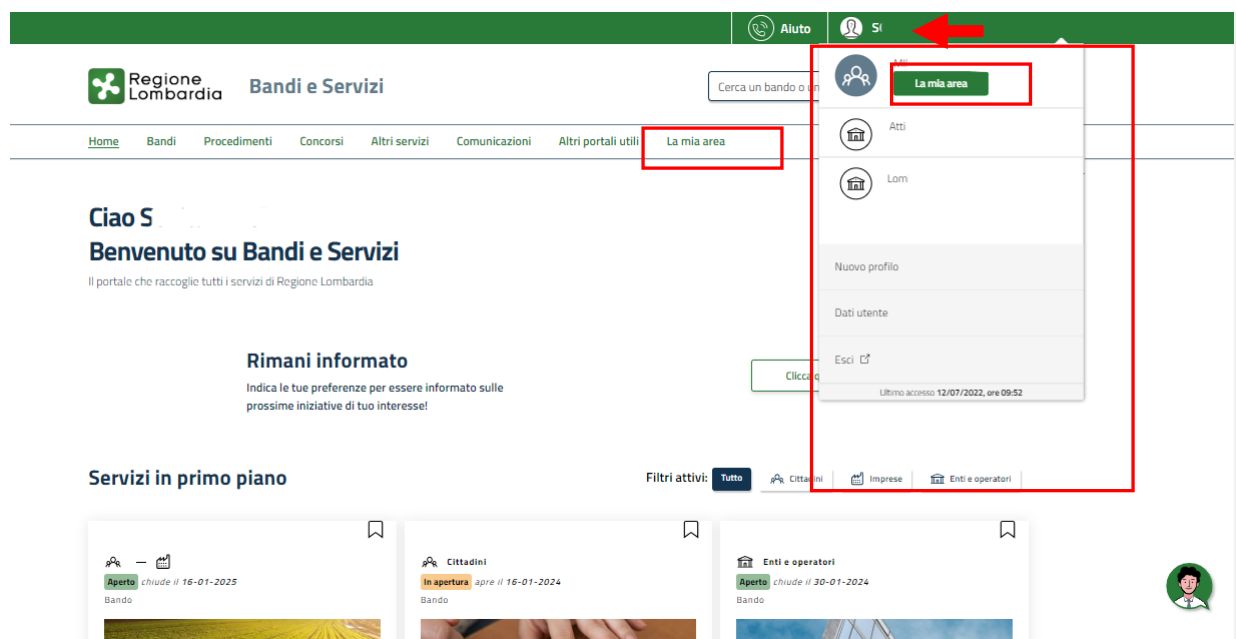 Aiuto
Regione
Lombardia
Bandi e Servizi
Cerca un bando o un
La mia area
Atti
Lom
Nuovo profilo
Dati utente
Esci
Ultimo accesso 12/07/2022, ore 09:52
Home Bandi Procedimenti Concorsi Altri servizi Comunicazioni Altri portali utili La mia area
Ciao S
Benvenuto su Bandi e Servizi
Il portale che raccoglie tutti i servizi di Regione Lombardia
Rimani informato
Indica le tue preferenze per essere informato sulle
prossime iniziative di tuo interesse!
Clicca q
Servizi in primo piano
Filtri attivi: Tutto Cittadini Imprese Enti e operatori
Aperto chiude il 16-01-2025
Bando
Cittadini
In apertura apre il 16-01-2024
Bando
Enti e operatori
Aperto chiude il 30-01-2024
Bando